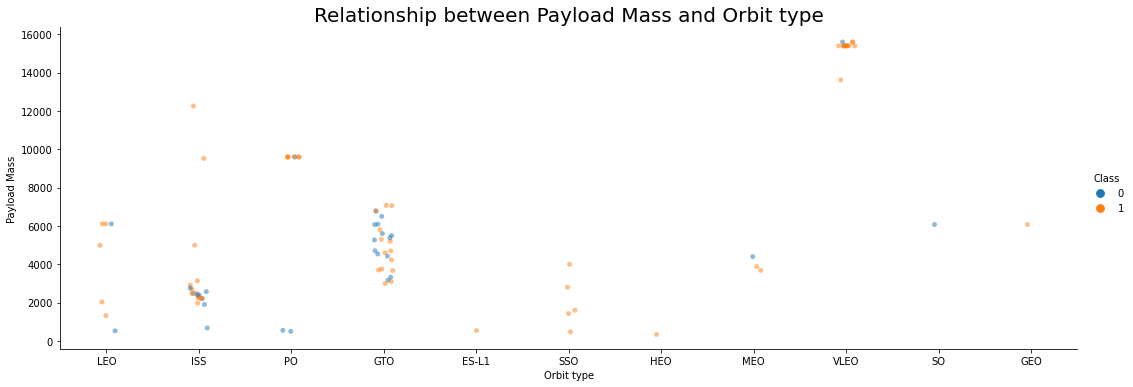 Relationship between Payload Mass and Orbit type
16000
14000
12000
10000
8000
6000
4000
2000
0
Payload Mass
LEO ISS PO GTO ES-L1 SSO HEO MEO VLEO SO GEO
Orbit type
Class
0
1